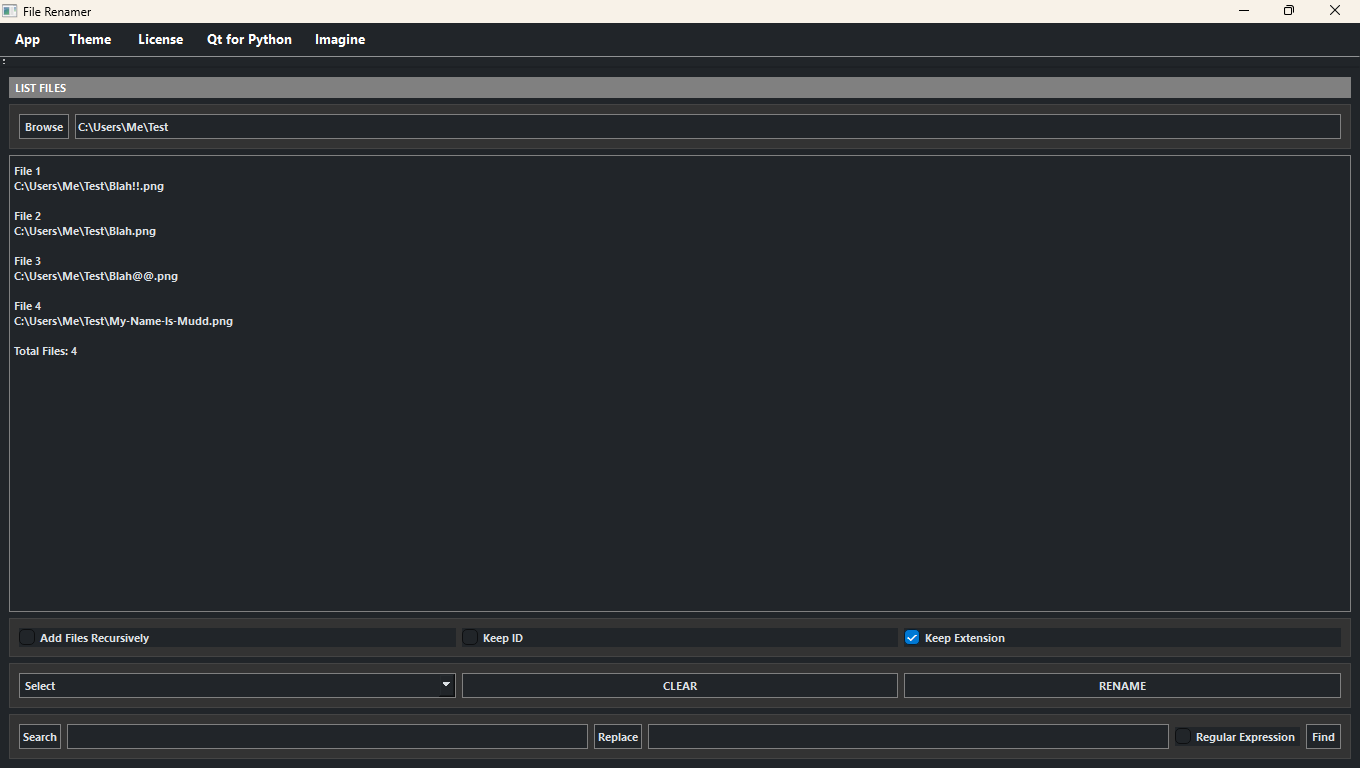 File Renamer
App Theme License Qt for Python Imagine
LIST FILES
Browse C:\Users\Me\Test
File 1
C:\Users\Me\Test\Blah!!.png
File 2
C:\Users\Me\Test\Blah.png
File 3
C:\Users\Me\Test\Blah@@.png
File 4
C:\Users\Me\Test\My-Name-Is-Mudd.png
Total Files: 4
Add Files Recursively Keep ID Keep Extension
Select CLEAR RENAME
Search Replace Regular Expression Find